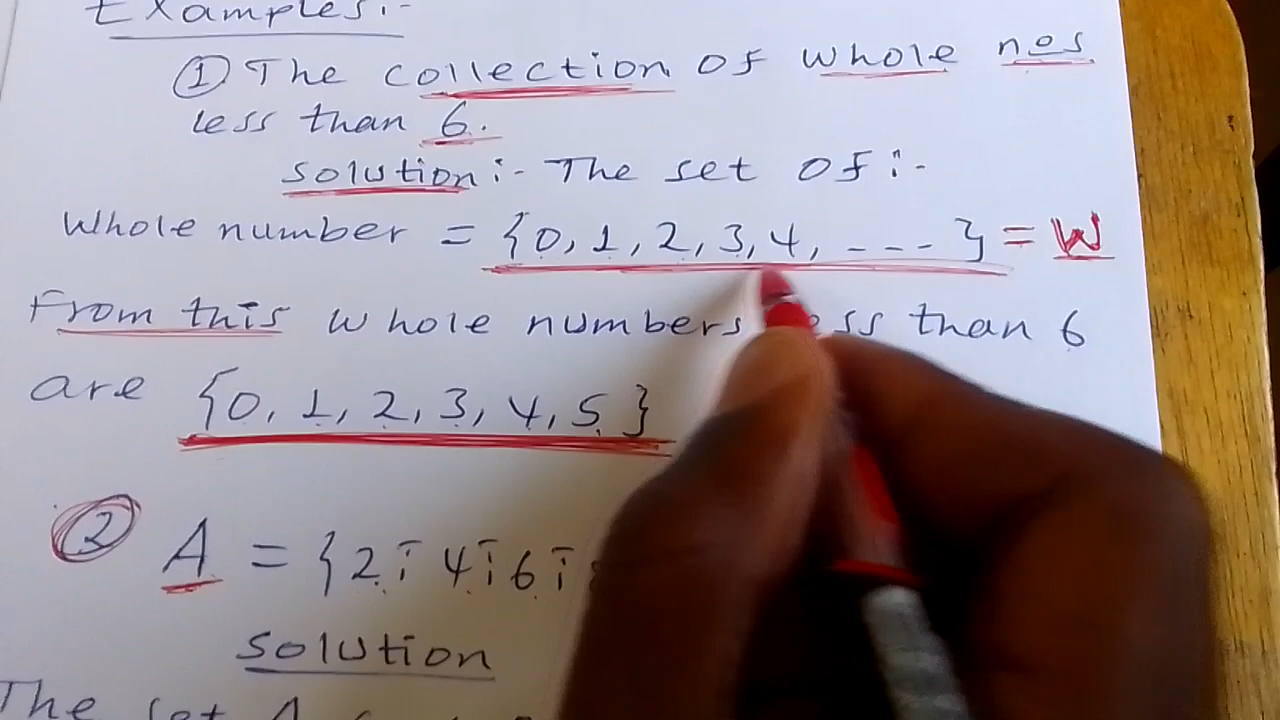 Examples:-
① The collection of whole nos
less than 6.
Solution:- The set of:-
Whole number = {0, 1, 2, 3, 4, ---} = W
From this whole numbers less than 6
are {0, 1, 2, 3, 4, 5}
② A = {2; 4; 6;
Solution
The set A